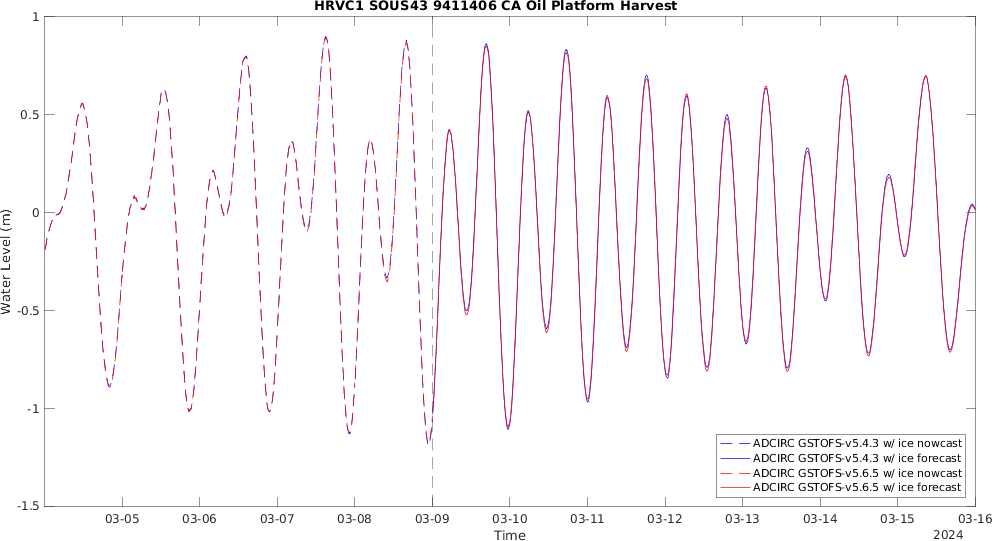 HRVC1 SOUS43 9411406 CA Oil Platform Harvest
1
0.5
0
-0.5
-1
-1.5
Water Level (m)
ADCIRC GSTOFS-v5.4.3 w/ ice nowcast
ADCIRC GSTOFS-v5.4.3 w/ ice forecast
ADCIRC GSTOFS-v5.6.5 w/ ice nowcast
ADCIRC GSTOFS-v5.6.5 w/ ice forecast
03-05 03-06 03-07 03-08 03-09 03-10 03-11 03-12 03-13 03-14 03-15 03-16
Time
2024